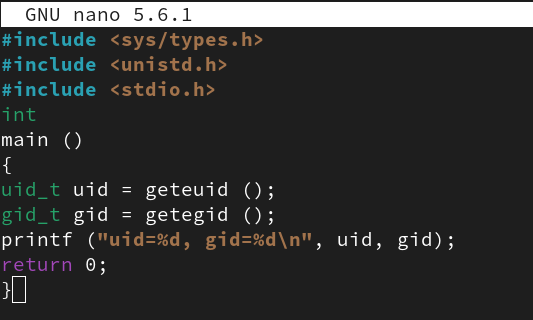 GNU nano 5.6.1
#include <sys/types.h>
#include <unistd.h>
#include <stdio.h>
int
main ()
{
uid_t uid = geteuid ();
gid_t gid = getegid ();
printf ("uid=%d, gid=%d\n", uid, gid);
return 0;
}